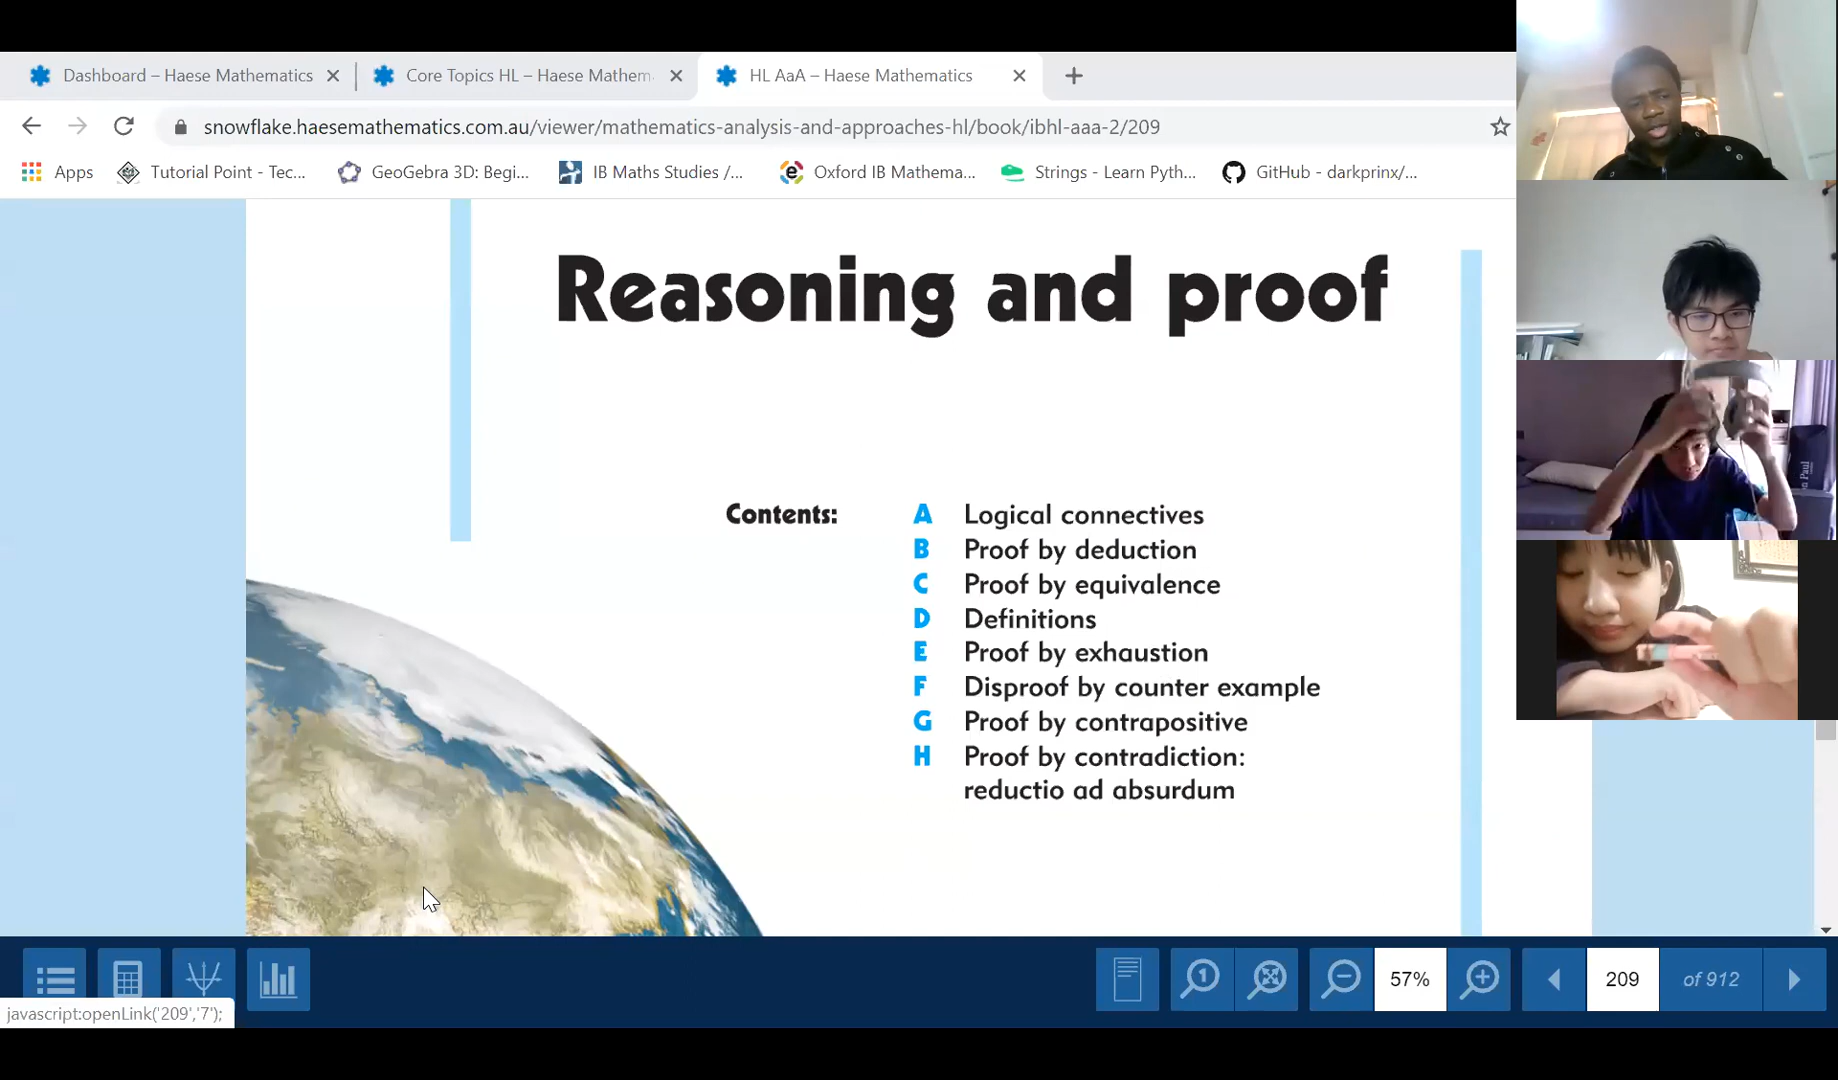 Dashboard – Haese Mathematics
Core Topics HL – Haese Mathem
HL AaA – Haese Mathematics
snowflake.haesemathematics.com.au/viewer/mathematics-analysis-and-approaches-hl/book/ibhl-aaa-2/209
Apps
Tutorial Point - Tec...
GeoGebra 3D: Begi...
IB Maths Studies /...
Oxford IB Mathema...
Strings - Learn Pyth...
GitHub - darkprinx/...
Reasoning and proof
Contents:
A Logical connectives
B Proof by deduction
C Proof by equivalence
D Definitions
E Proof by exhaustion
F Disproof by counter example
G Proof by contrapositive
H Proof by contradiction:
reductio ad absurdum
1
57%
209
of 912
javascript:openLink('209','7');